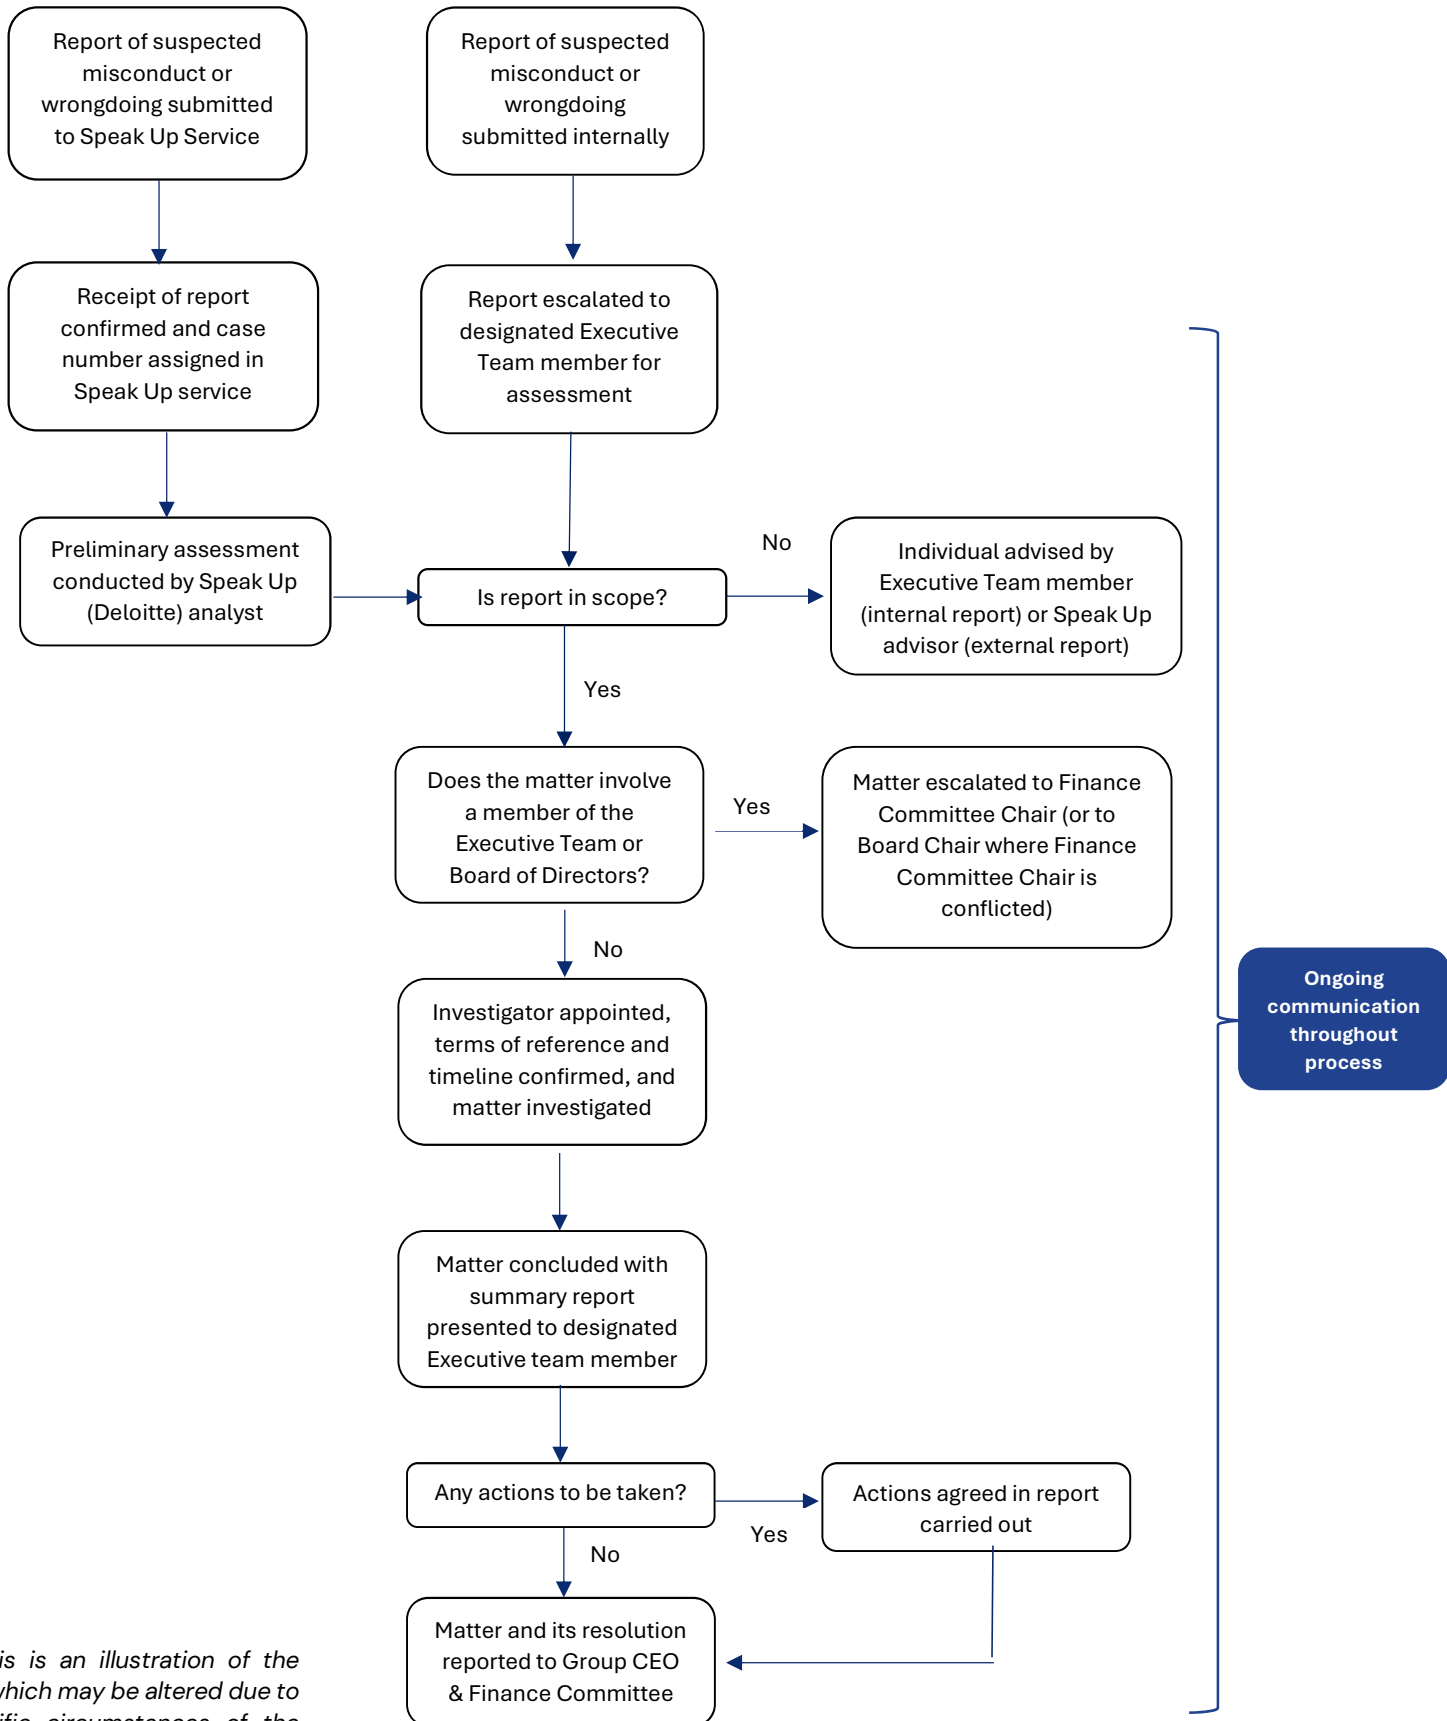 Report of suspected
misconduct or
wrongdoing submitted
to Speak Up Service
Report of suspected
misconduct or
wrongdoing
submitted internally
Receipt of report
confirmed and case
number assigned in
Speak Up service
Report escalated to
designated Executive
Team member for
assessment
Preliminary assessment
conducted by Speak Up
(Deloitte) analyst
Is report in scope?
No
Individual advised by
Executive Team member
(internal report) or Speak Up
advisor (external report)
Yes
Does the matter involve
a member of the
Executive Team or
Board of Directors?
Yes
Matter escalated to Finance
Committee Chair (or to
Board Chair where Finance
Committee Chair is
conflicted)
No
Ongoing
communication
throughout
process
Investigator appointed,
terms of reference and
timeline confirmed, and
matter investigated
Matter concluded with
summary report
presented to designated
Executive team member
Any actions to be taken?
Yes
Actions agreed in report
carried out
No
Matter and its resolution
reported to Group CEO
& Finance Committee
is an illustration of the
which may be altered due to
circumstances of the